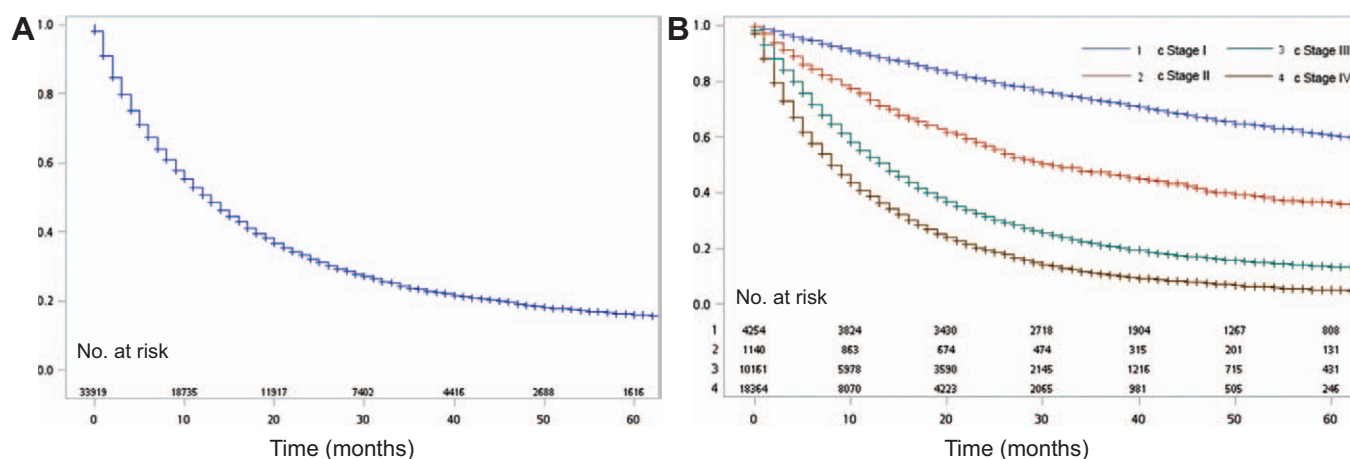 A
1.0
0.8
0.6
0.4
0.2
0.0
No. at risk
33919 18735 11917 7402 4416 2688 1616
0 10 20 30 40 50 60
Time (months)
B
1.0
0.8
0.6
0.4
0.2
0.0
1 c Stage I 3 c Stage III
2 c Stage II 4 c Stage IV
No. at risk
1 4254 3824 3430 2718 1904 1267 808
2 1140 863 674 474 315 201 131
3 10161 5978 3590 2145 1216 715 431
4 18364 8070 4223 2065 981 505 246
0 10 20 30 40 50 60
Time (months)